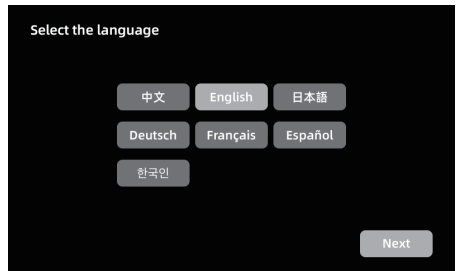 Select the language
中文 English 日本語
Deutsch Français Español
한국인
Next